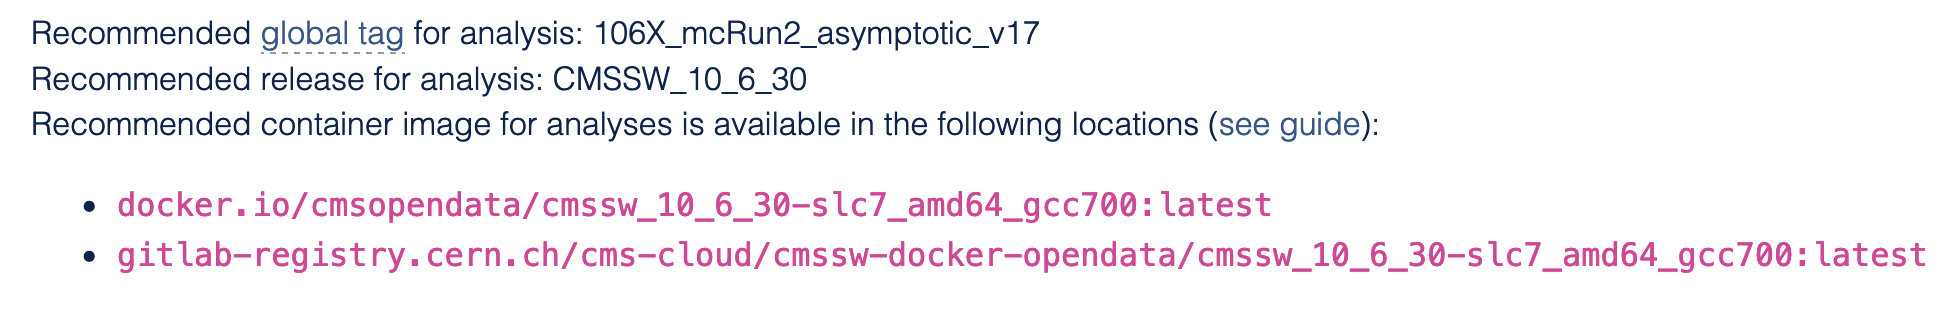 Recommended global tag for analysis: 106X_mcRun2_asymptotic_v17
Recommended release for analysis: CMSSW_10_6_30
Recommended container image for analyses is available in the following locations (see guide):
• docker.io/cmsopendata/cmssw_10_6_30-slc7_amd64_gcc700:latest
• gitlab-registry.cern.ch/cms-cloud/cmssw-docker-opendata/cmssw_10_6_30-slc7_amd64_gcc700:latest